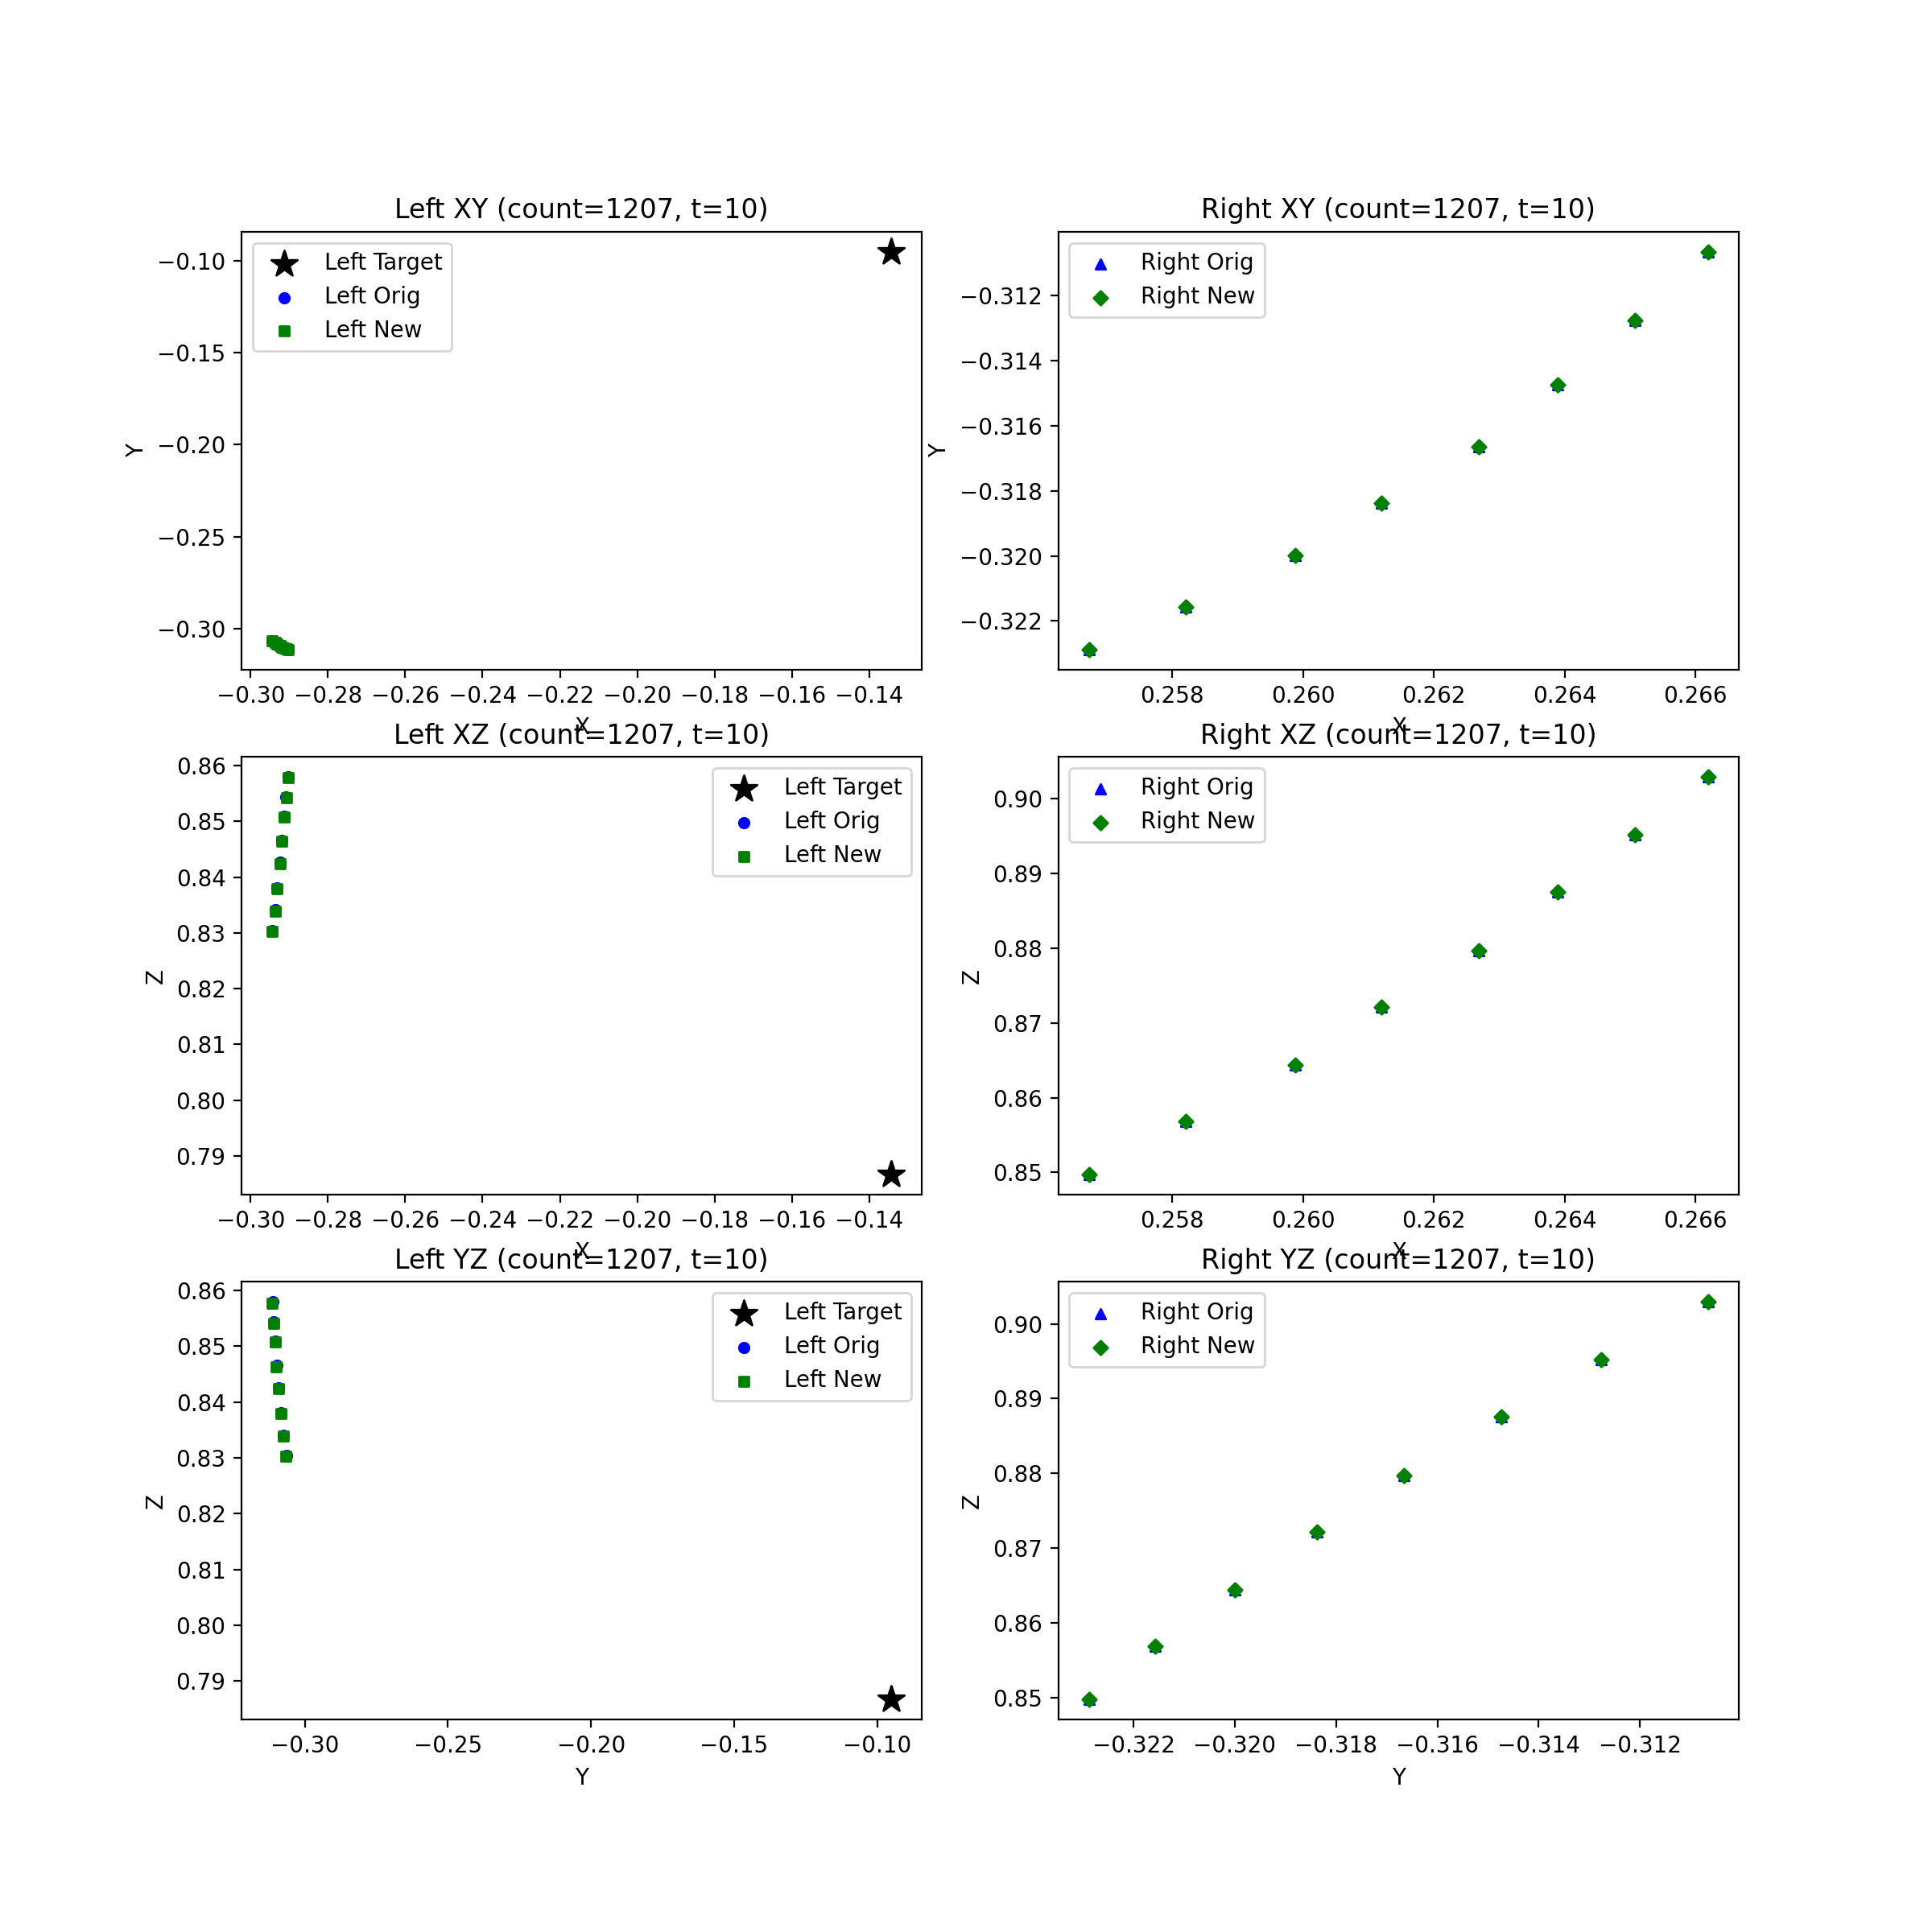 Left XY (count=1207, t=10)
Left Target
Left Orig
Left New
−0.10
−0.15
−0.20
−0.25
−0.30
Y
−0.30 −0.28 −0.26 −0.24 −0.22 −0.20 −0.18 −0.16 −0.14
X
Right XY (count=1207, t=10)
Right Orig
Right New
−0.312
−0.314
−0.316
−0.318
−0.320
−0.322
Y
0.258 0.260 0.262 0.264 0.266
X
Left XZ (count=1207, t=10)
Left Target
Left Orig
Left New
0.86
0.85
0.84
0.83
0.82
0.81
0.80
0.79
Z
−0.30 −0.28 −0.26 −0.24 −0.22 −0.20 −0.18 −0.16 −0.14
X
Right XZ (count=1207, t=10)
Right Orig
Right New
0.90
0.89
0.88
0.87
0.86
0.85
Z
0.258 0.260 0.262 0.264 0.266
X
Left YZ (count=1207, t=10)
Left Target
Left Orig
Left New
0.86
0.85
0.84
0.83
0.82
0.81
0.80
0.79
Z
−0.30 −0.25 −0.20 −0.15 −0.10
Y
Right YZ (count=1207, t=10)
Right Orig
Right New
0.90
0.89
0.88
0.87
0.86
0.85
Z
−0.322 −0.320 −0.318 −0.316 −0.314 −0.312
Y